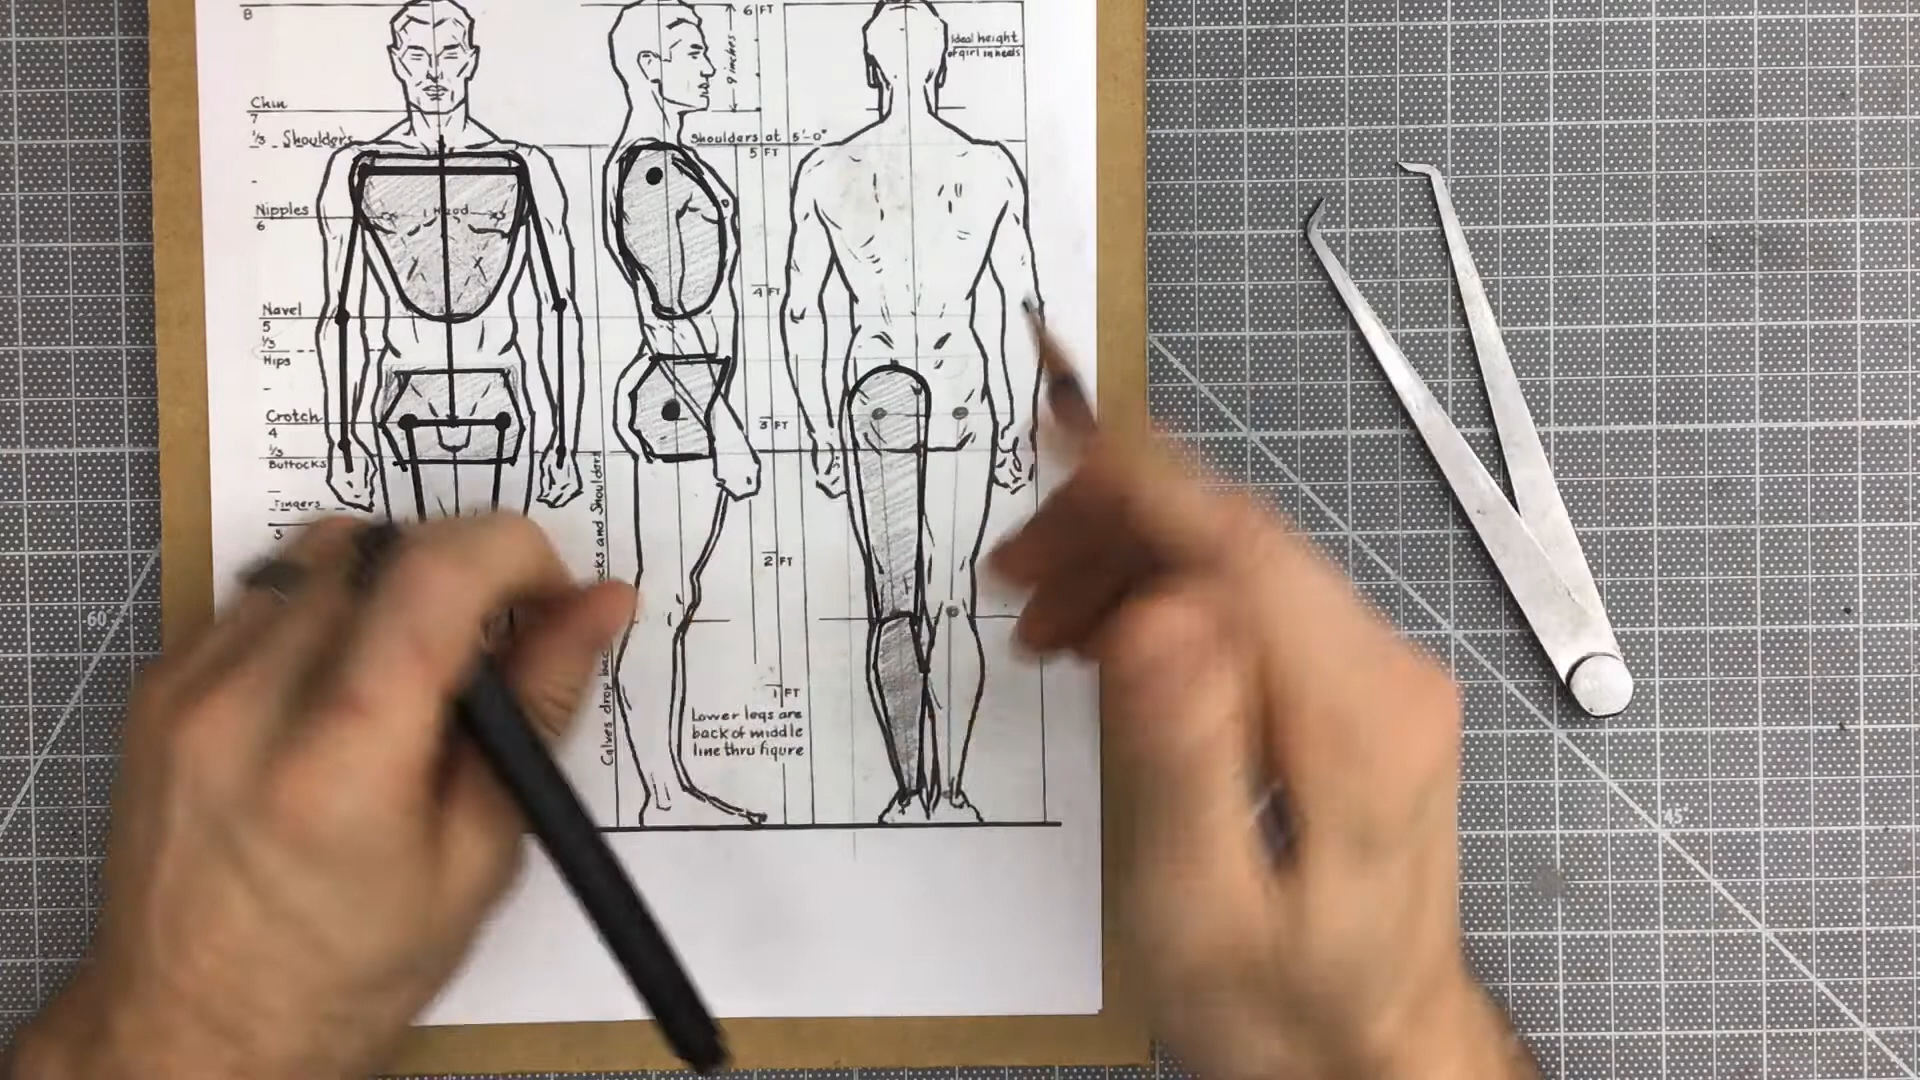 8
6 FT
9 inches
Ideal height
of girl in heels
Chin
7
⅓ Shoulders
Shoulders at 5'-0"
5 FT
Nipples
6
1 Head
4 FT
Navel
5
⅓
Hips
Crotch
4
3 FT
⅓
Buttocks
Fingers
3
2 FT
1 FT
Lower legs are
back of middle
line thru figure
Calves drop
and Shoulders
60°
45°